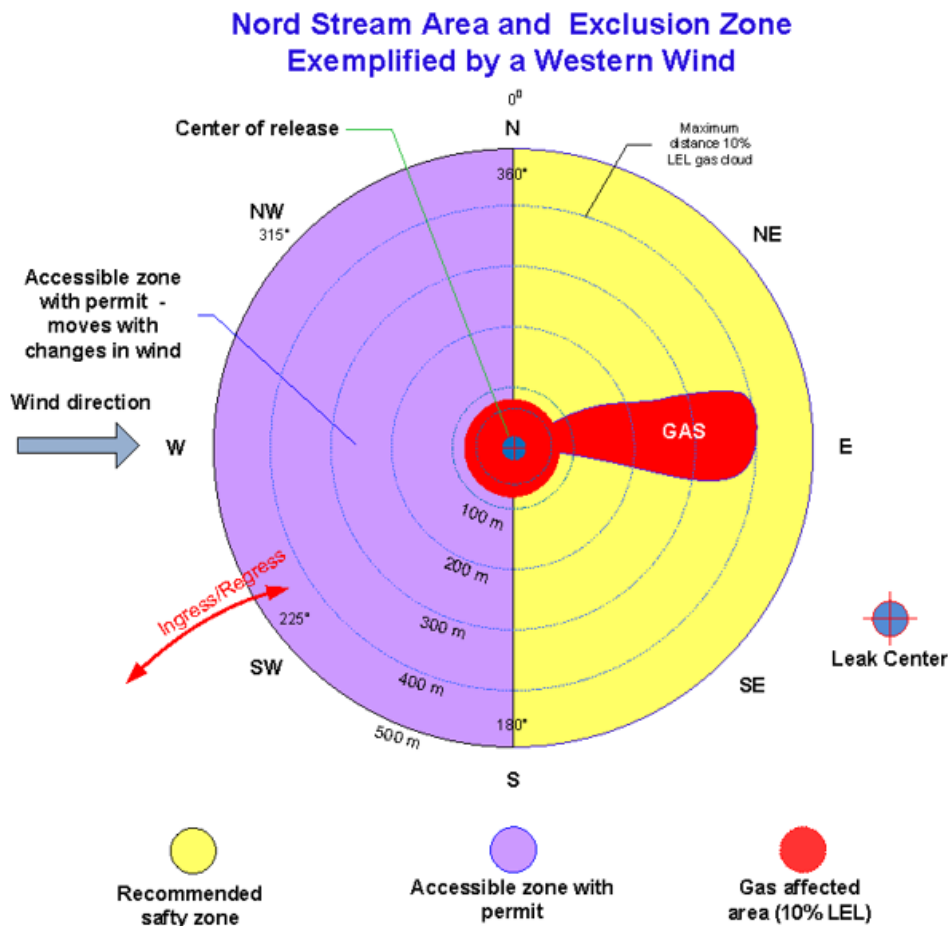 Nord Stream Area and Exclusion Zone
Exemplified by a Western Wind
0⁰
N
Center of release
Maximum
distance 10%
LEL gas cloud
360°
NW
315°
NE
Accessible zone
with permit -
moves with
changes in wind
Wind direction
W
GAS
E
100 m
200 m
Ingress/Regress
225°
300 m
SW
400 m
180°
500 m
S
SE
Leak Center
Recommended
safty zone
Accessible zone with
permit
Gas affected
area (10% LEL)